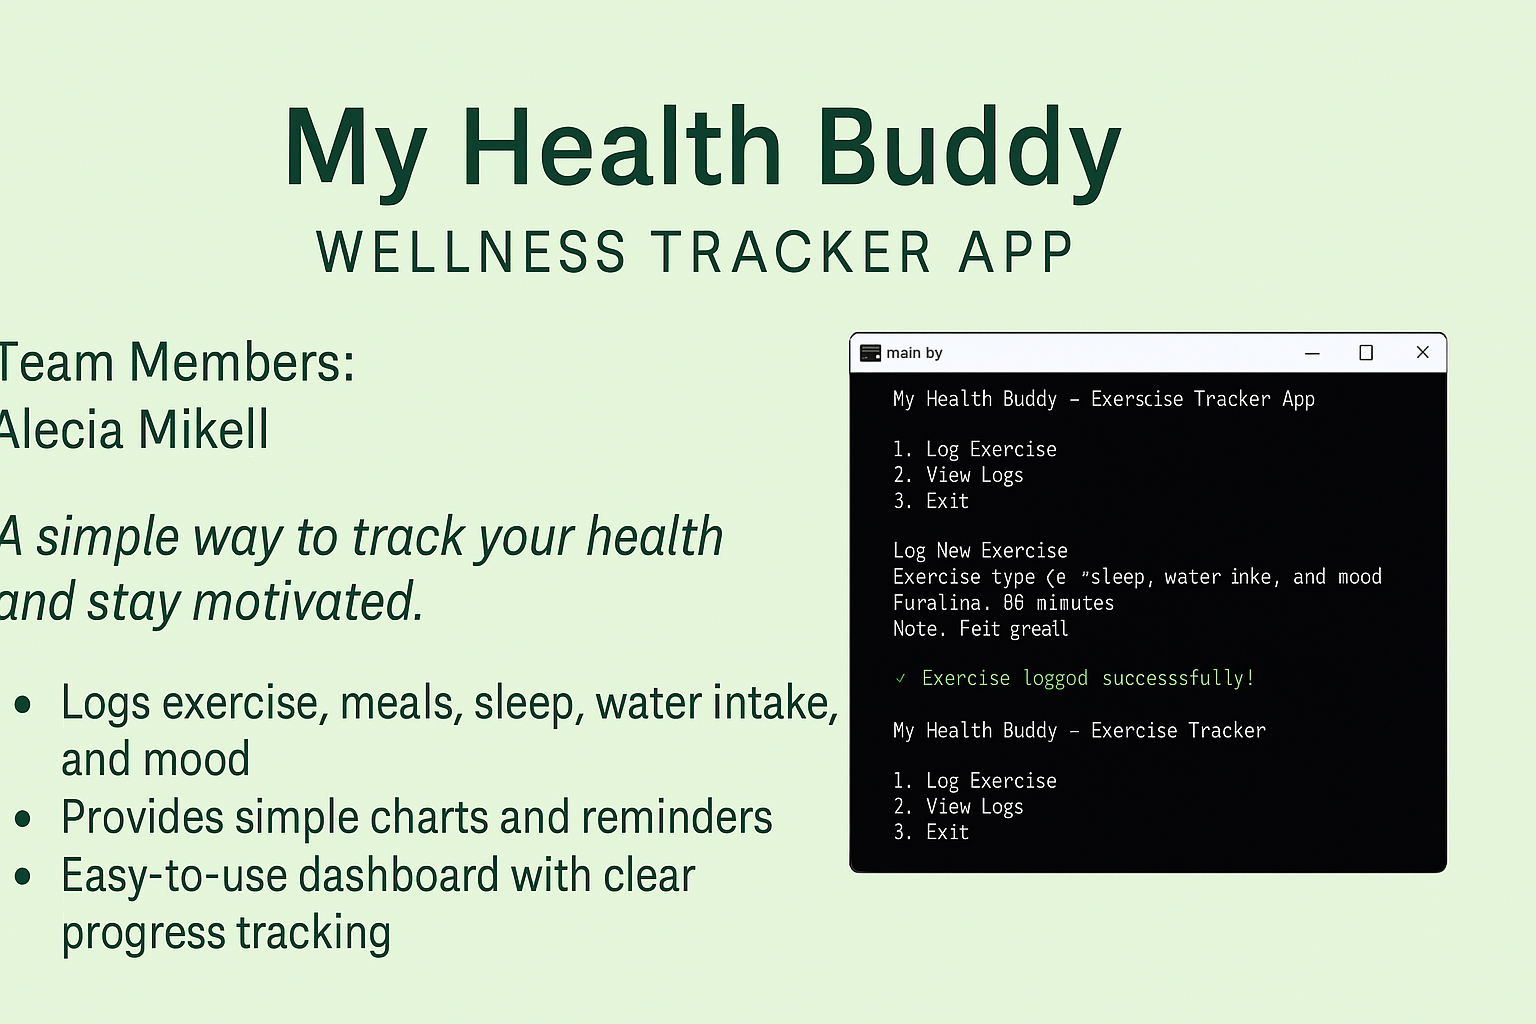 My Health Buddy
WELLNESS TRACKER APP
Team Members:
Alecia Mikell
A simple way to track your health
and stay motivated.
• Logs exercise, meals, sleep, water intake,
and mood
• Provides simple charts and reminders
• Easy-to-use dashboard with clear
progress tracking
main by
My Health Buddy – Exerscise Tracker App
1. Log Exercise
2. View Logs
3. Exit
Log New Exercise
Exercise type (e "sleep, water inke, and mood
Furalina. 86 mimutes
Note. Feit greall
✓ Exercise loggod successsfully!
My Health Buddy – Exercise Tracker
1. Log Exercise
2. View Logs
3. Exit